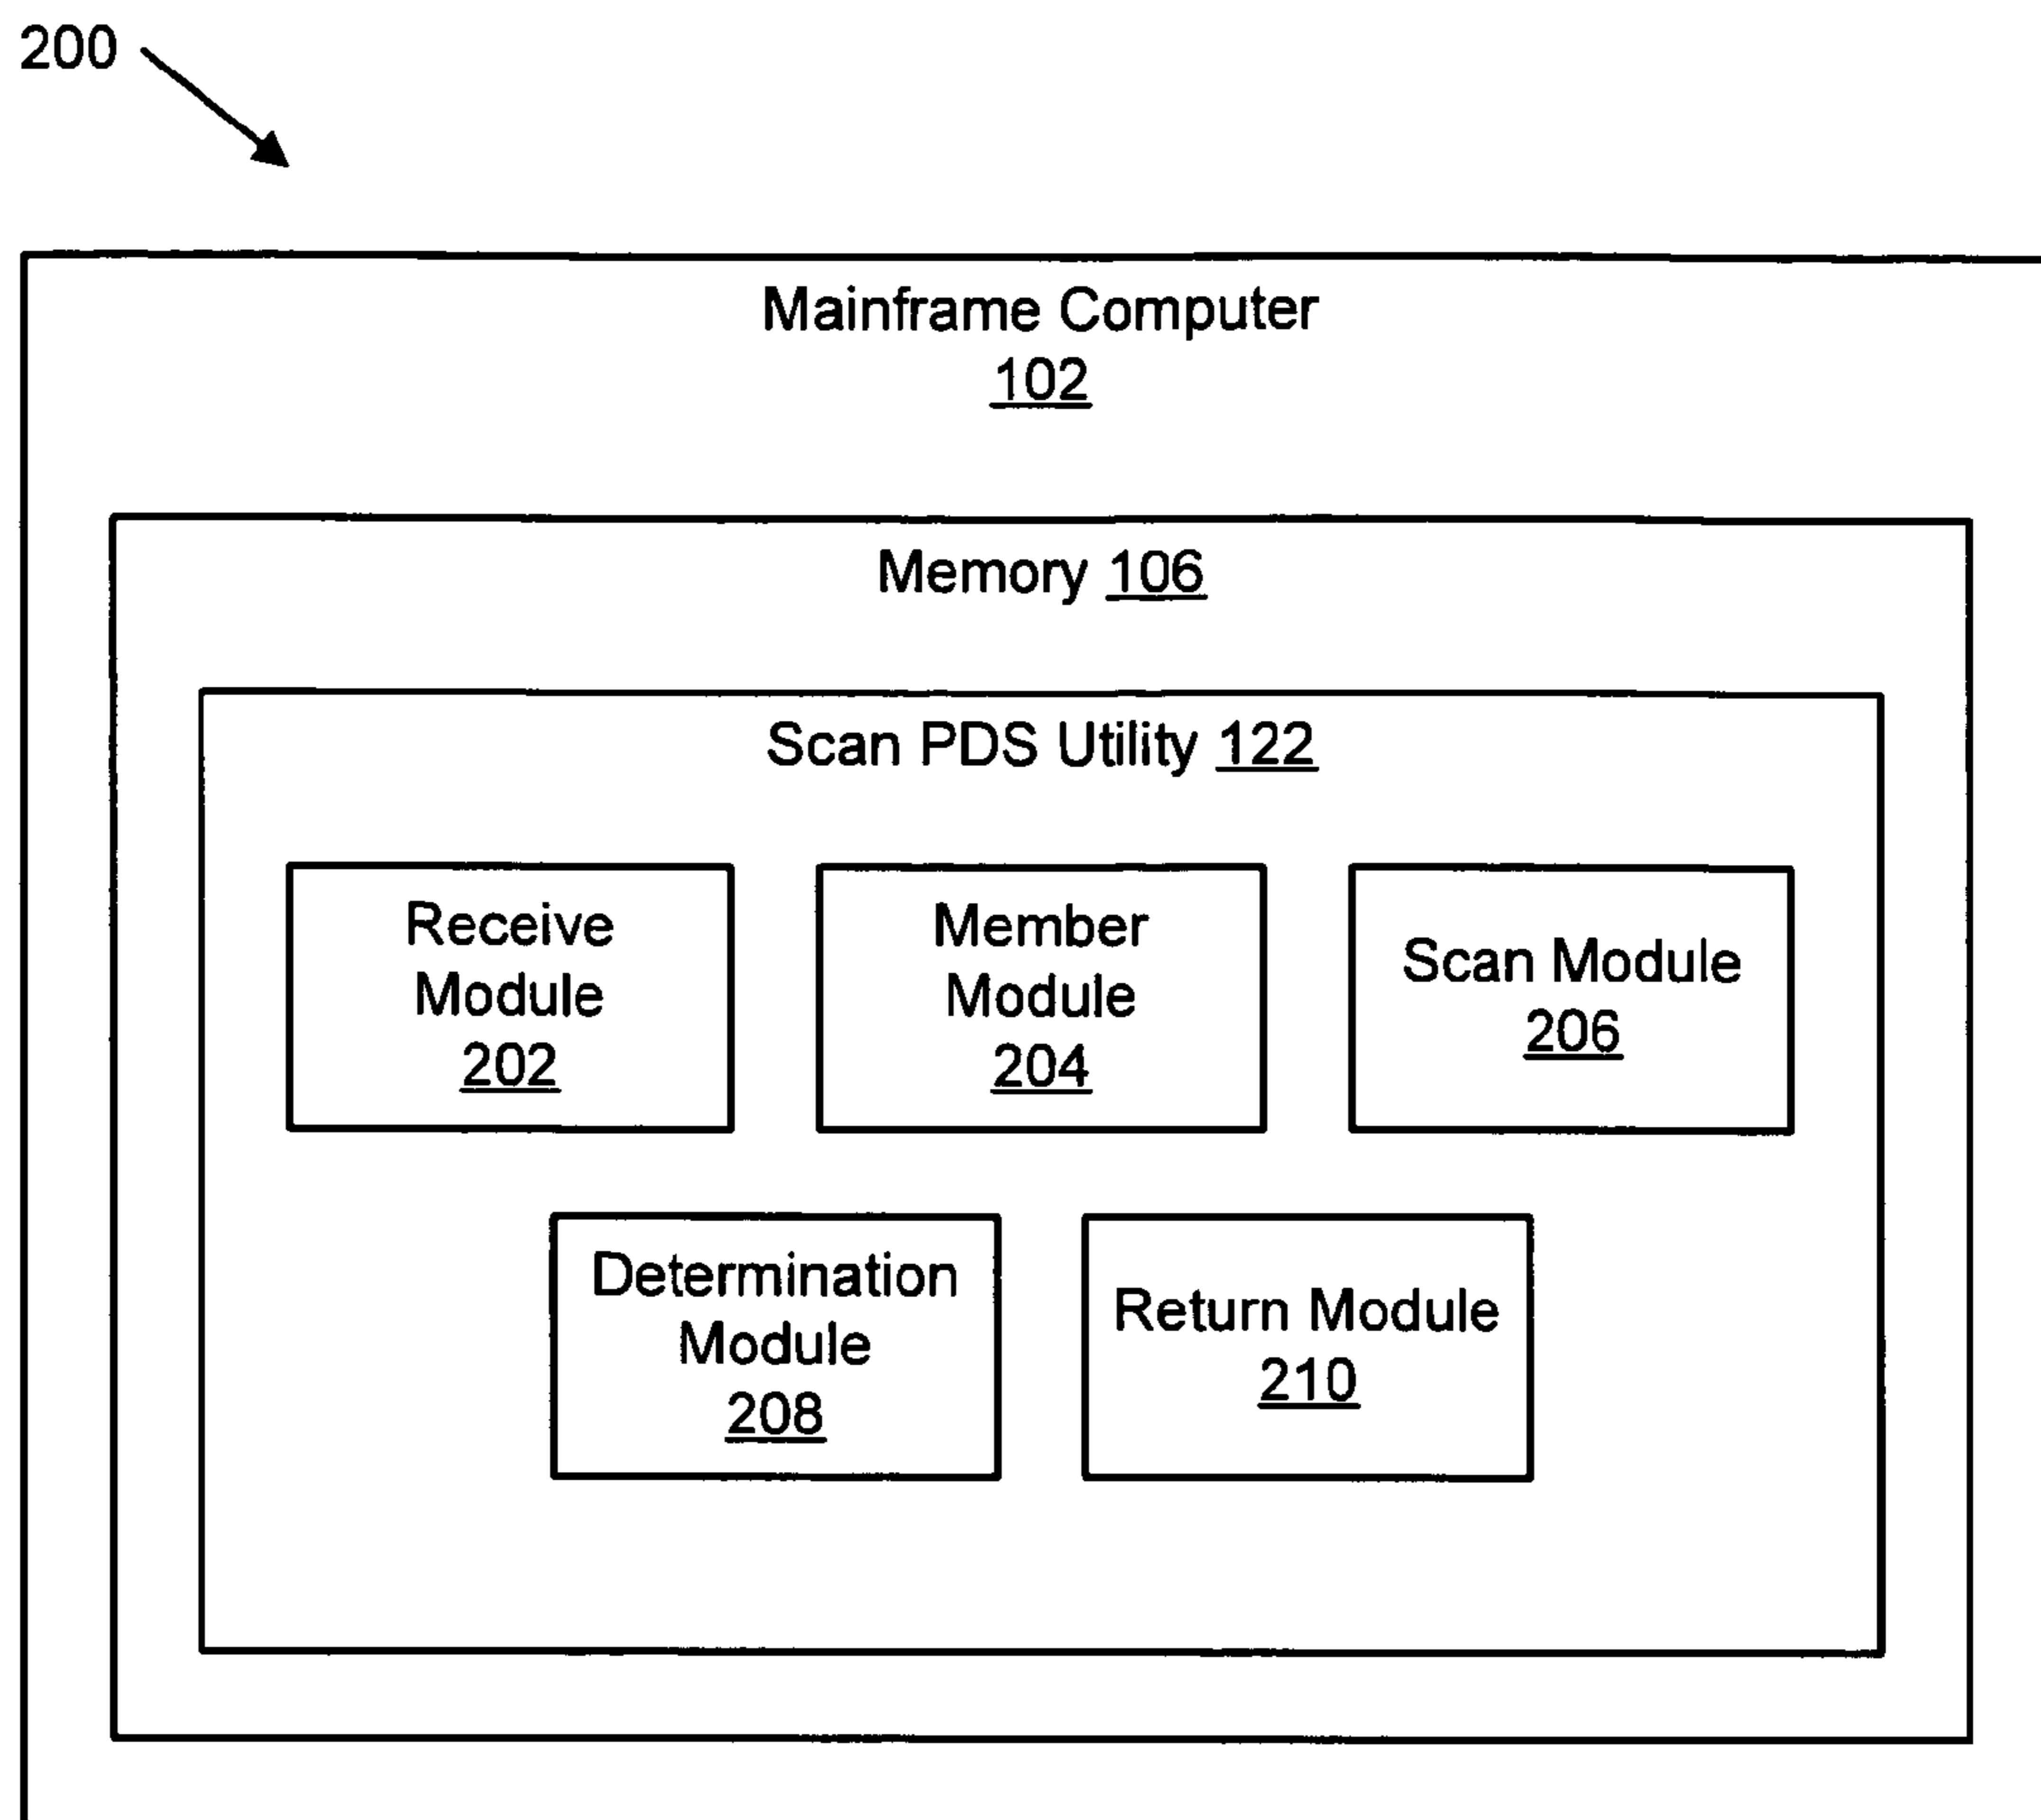 200
Mainframe Computer
102
Memory 106
Scan PDS Utility 122
Receive
Module
202
Member
Module
204
Scan Module
206
Determination
Module
208
Return Module
210